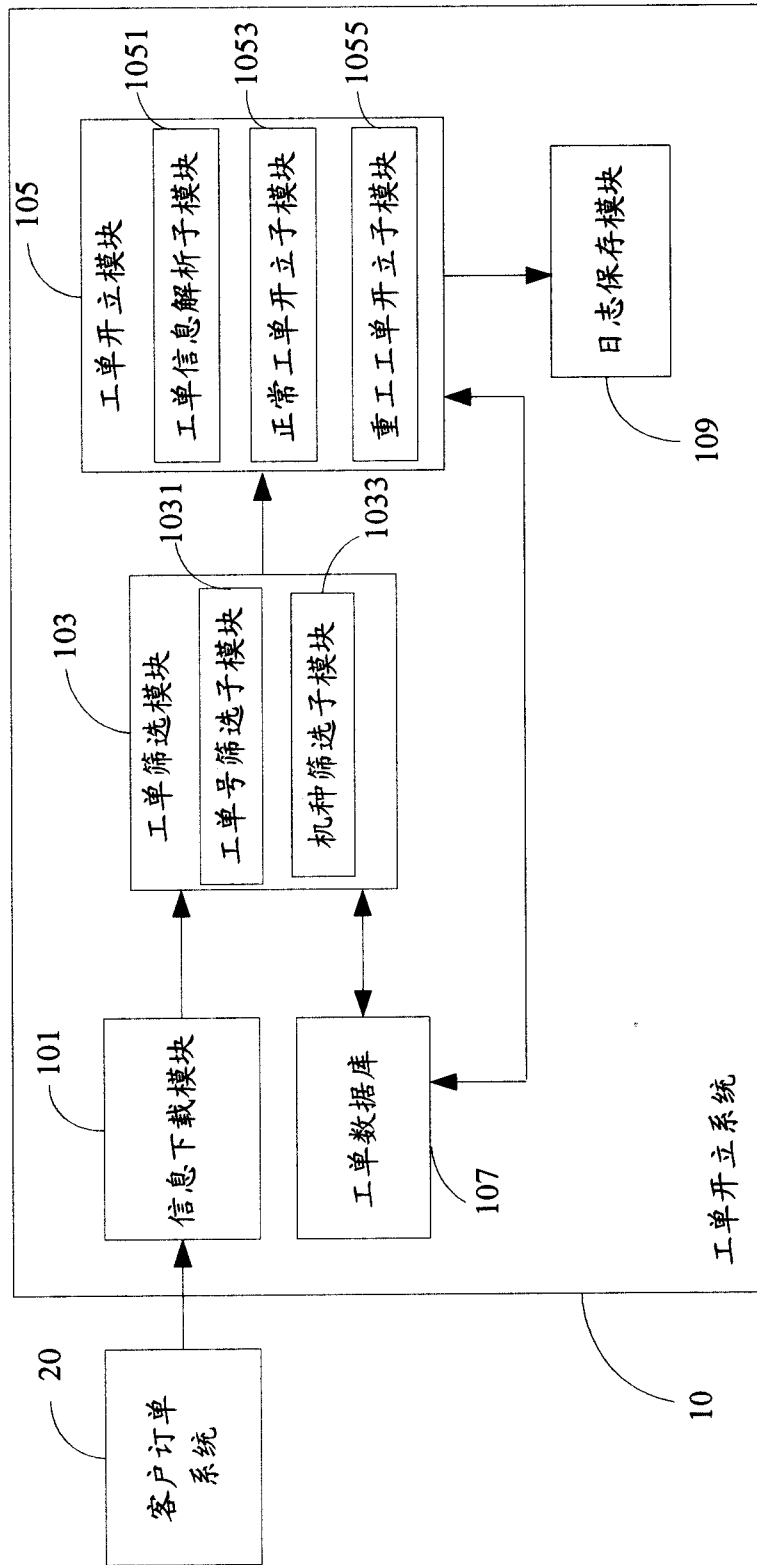 20
客户订单
系统
101
信息下载模块
工单数据库
107
103
工单筛选模块
工单号筛选子模块
1031
机种筛选子模块
1033
105
工单开立模块
工单信息解析子模块
1051
正常工单开立子模块
1053
重工工单开立子模块
1055
日志保存模块
109
工单开立系统
10